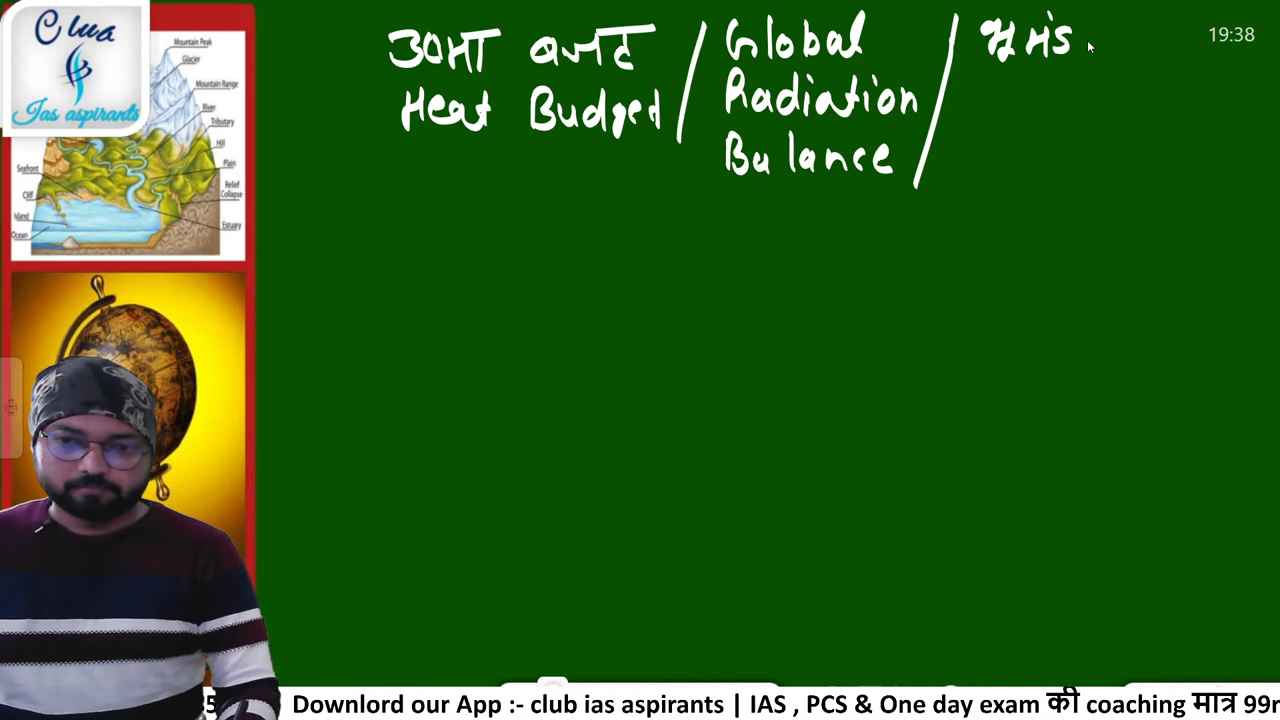 Clua
Ias aspirants
Mountain Peak
Glacier
Mountain Range
River
Tributary
Hill
Seafront
Plain
Cliff
Relief
Collapse
Island
Ocean
Estuary
ऊष्मा बजट
Heat Budget
/ Global
Radiation
Balance /
19:38
Downlord our App :- club ias aspirants | IAS , PCS & One day exam की coaching मात्र 99r